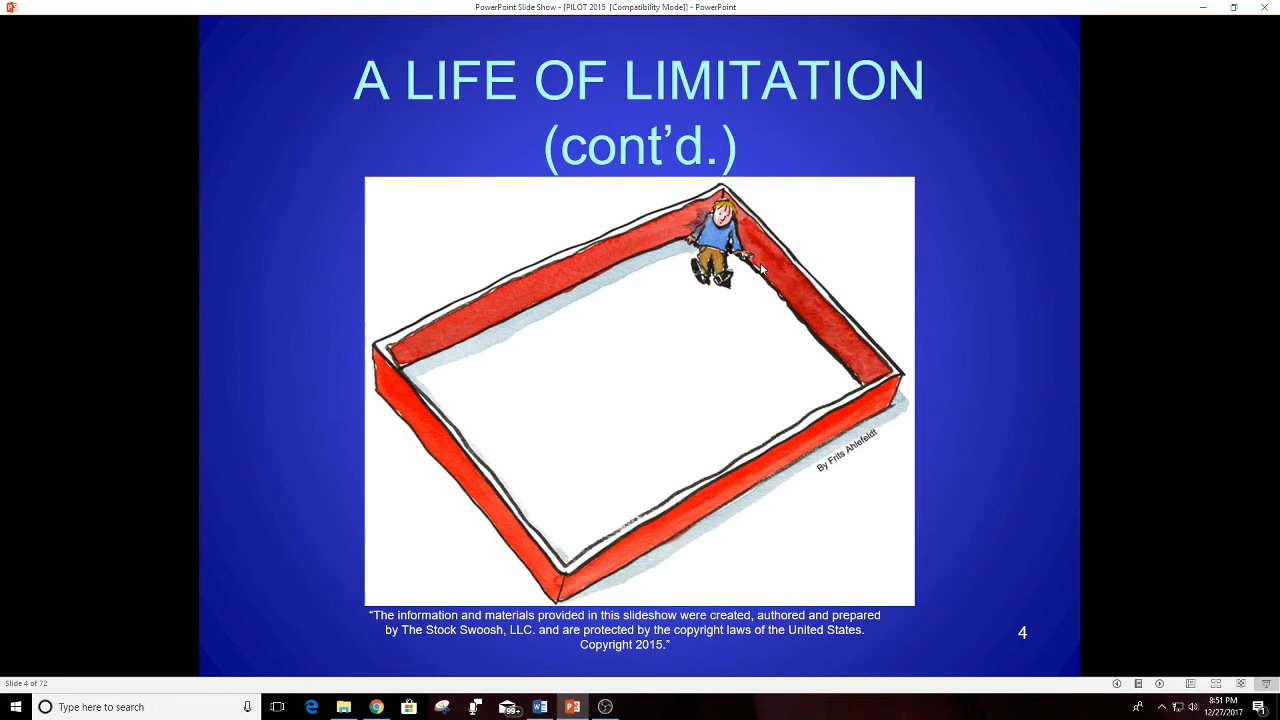 PowerPoint Slide Show - [PILOT 2015 [Compatibility Mode]] - PowerPoint
A LIFE OF LIMITATION
(cont’d.)
By Frits Ahlefeldt
“The information and materials provided in this slideshow were created, authored and prepared
by The Stock Swoosh, LLC. and are protected by the copyright laws of the United States.
Copyright 2015.”
4
Slide 4 of 72
Type here to search
99+
8:51 PM
12/27/2017
1